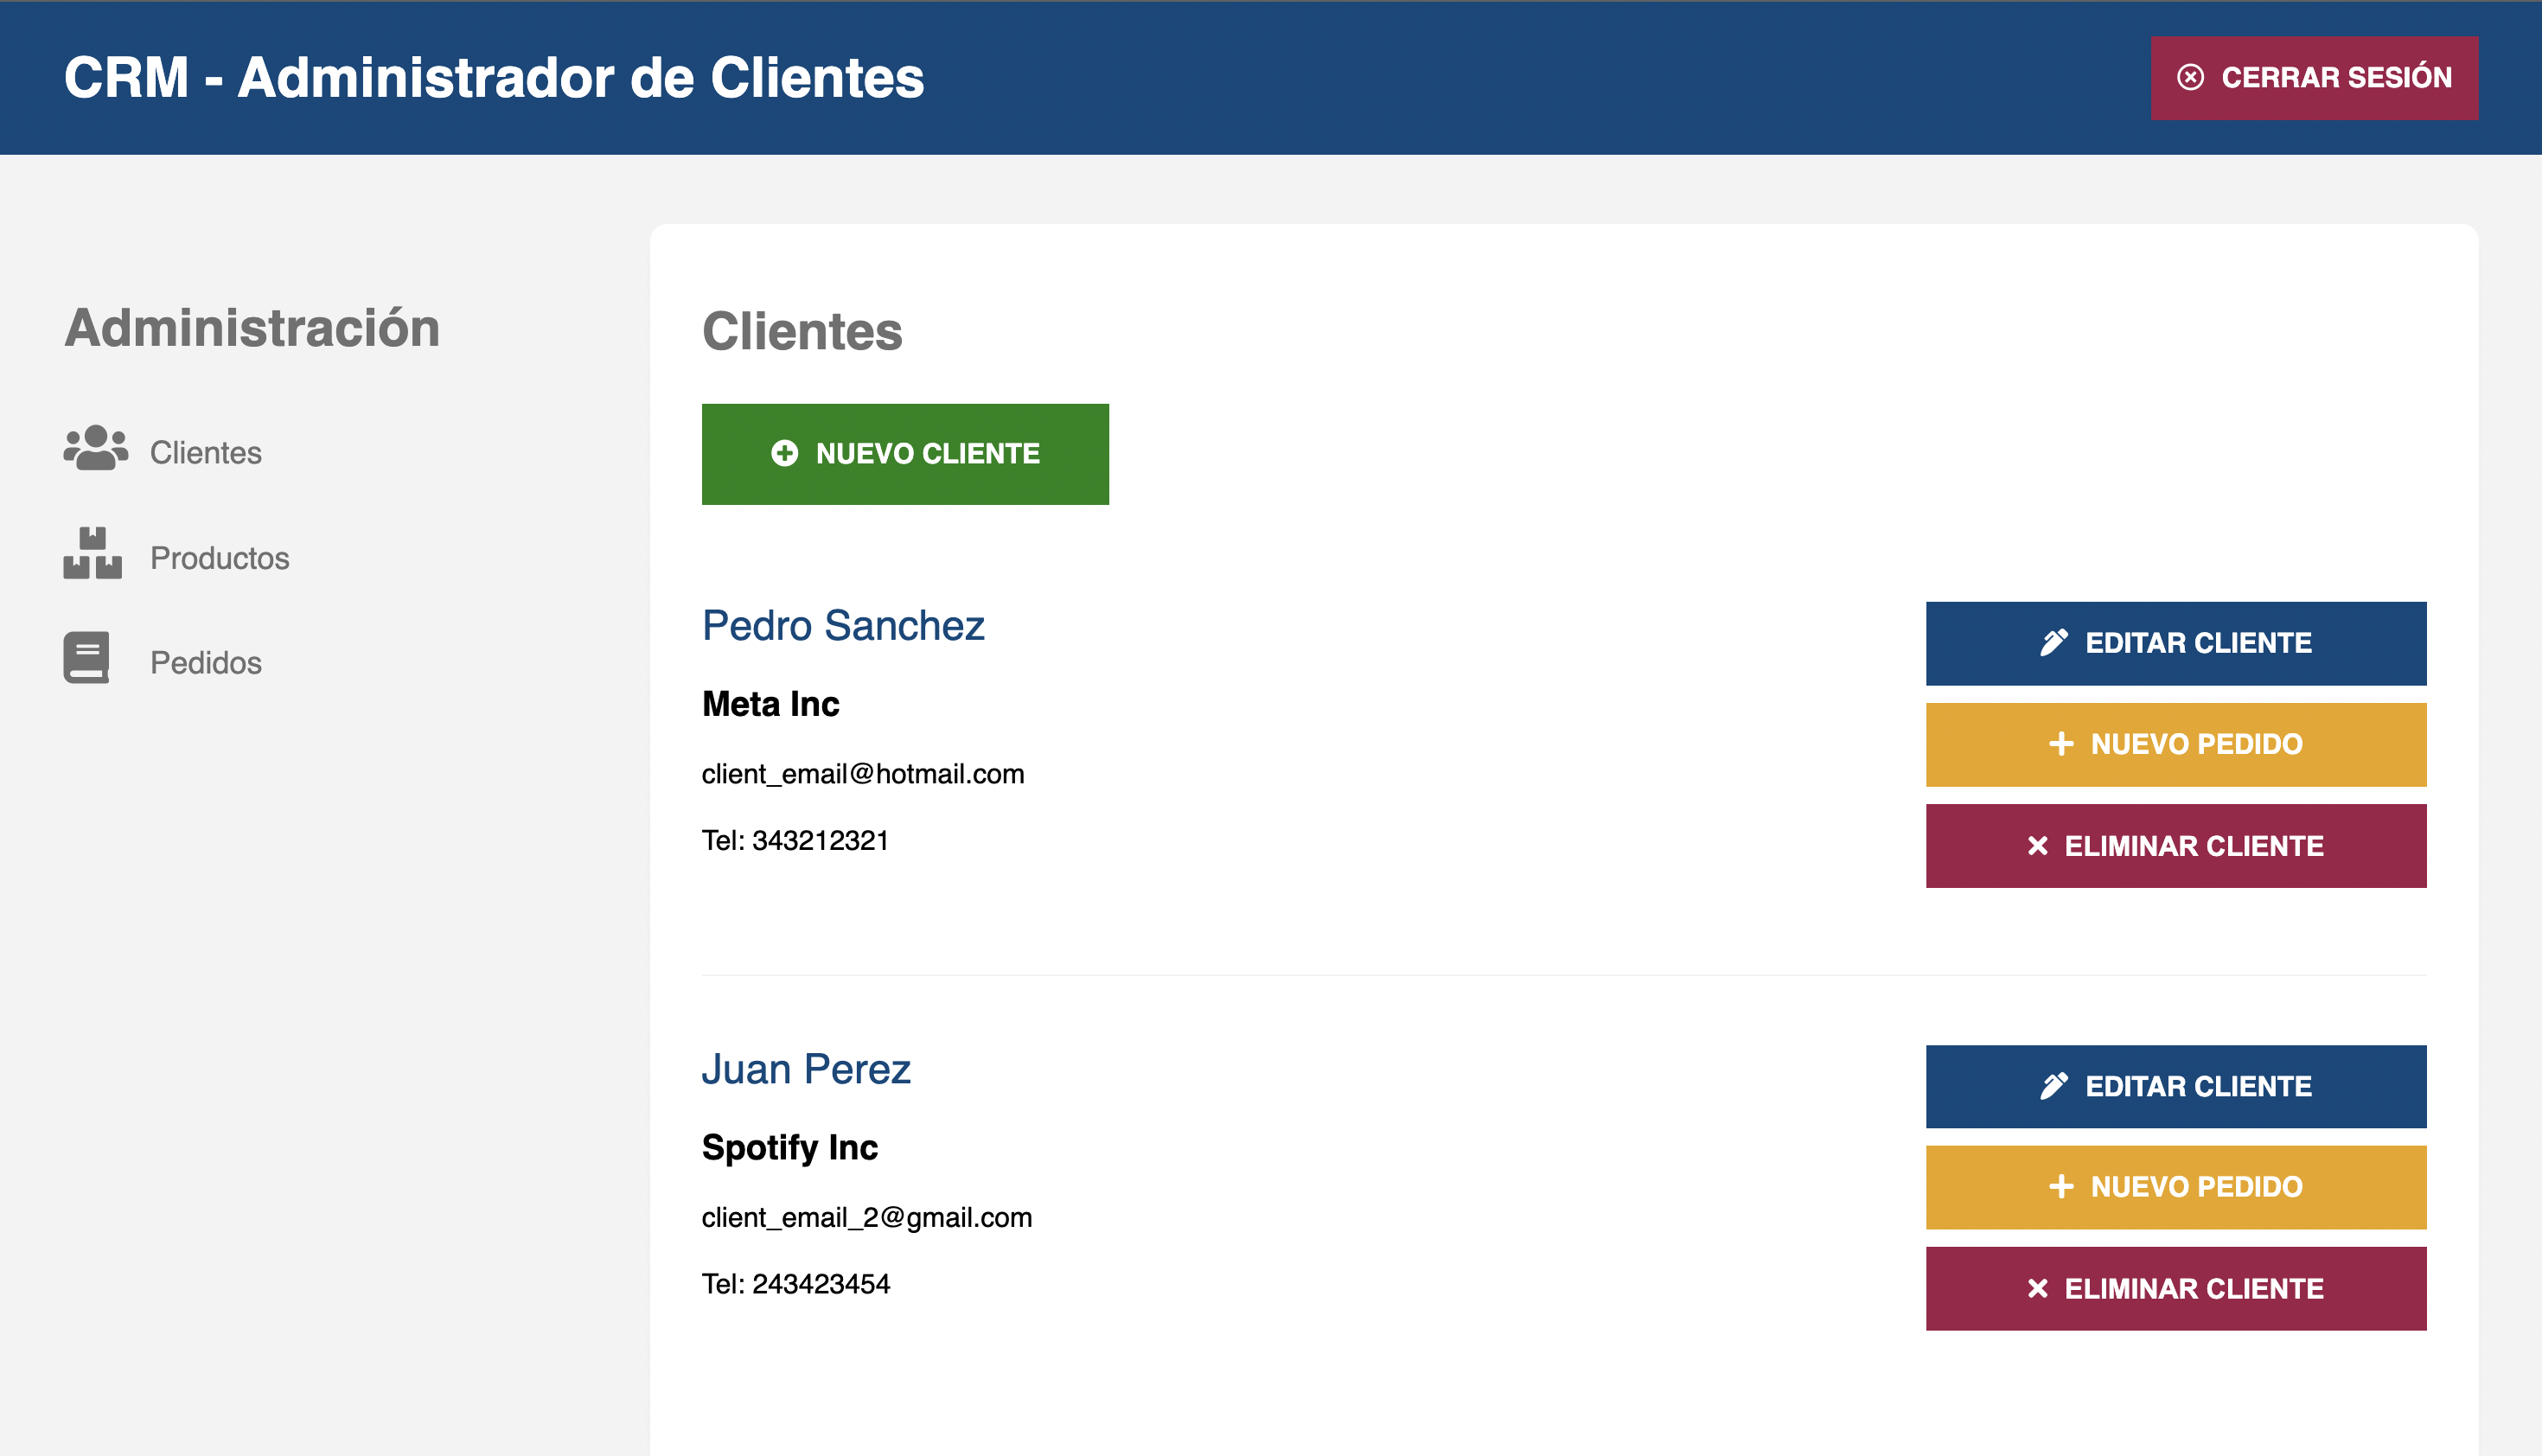 CRM - Administrador de Clientes
CERRAR SESIÓN
Administración
Clientes
Productos
Pedidos
Clientes
NUEVO CLIENTE
Pedro Sanchez
Meta Inc
client_email@hotmail.com
Tel: 343212321
EDITAR CLIENTE
NUEVO PEDIDO
ELIMINAR CLIENTE
Juan Perez
Spotify Inc
client_email_2@gmail.com
Tel: 243423454
EDITAR CLIENTE
NUEVO PEDIDO
ELIMINAR CLIENTE